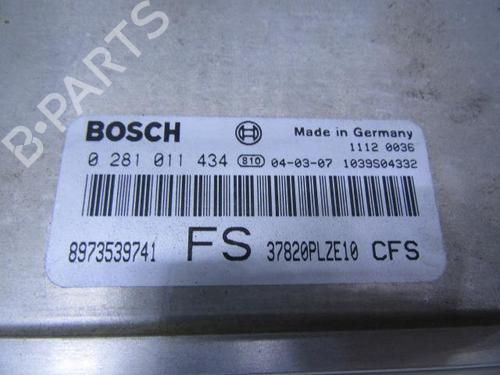 B-PARTS
BOSCH
Made in Germany
1112 0036
0 281 011 434 810 04-03-07 1039S04332
8973539741 FS 37820PLZE10 CFS